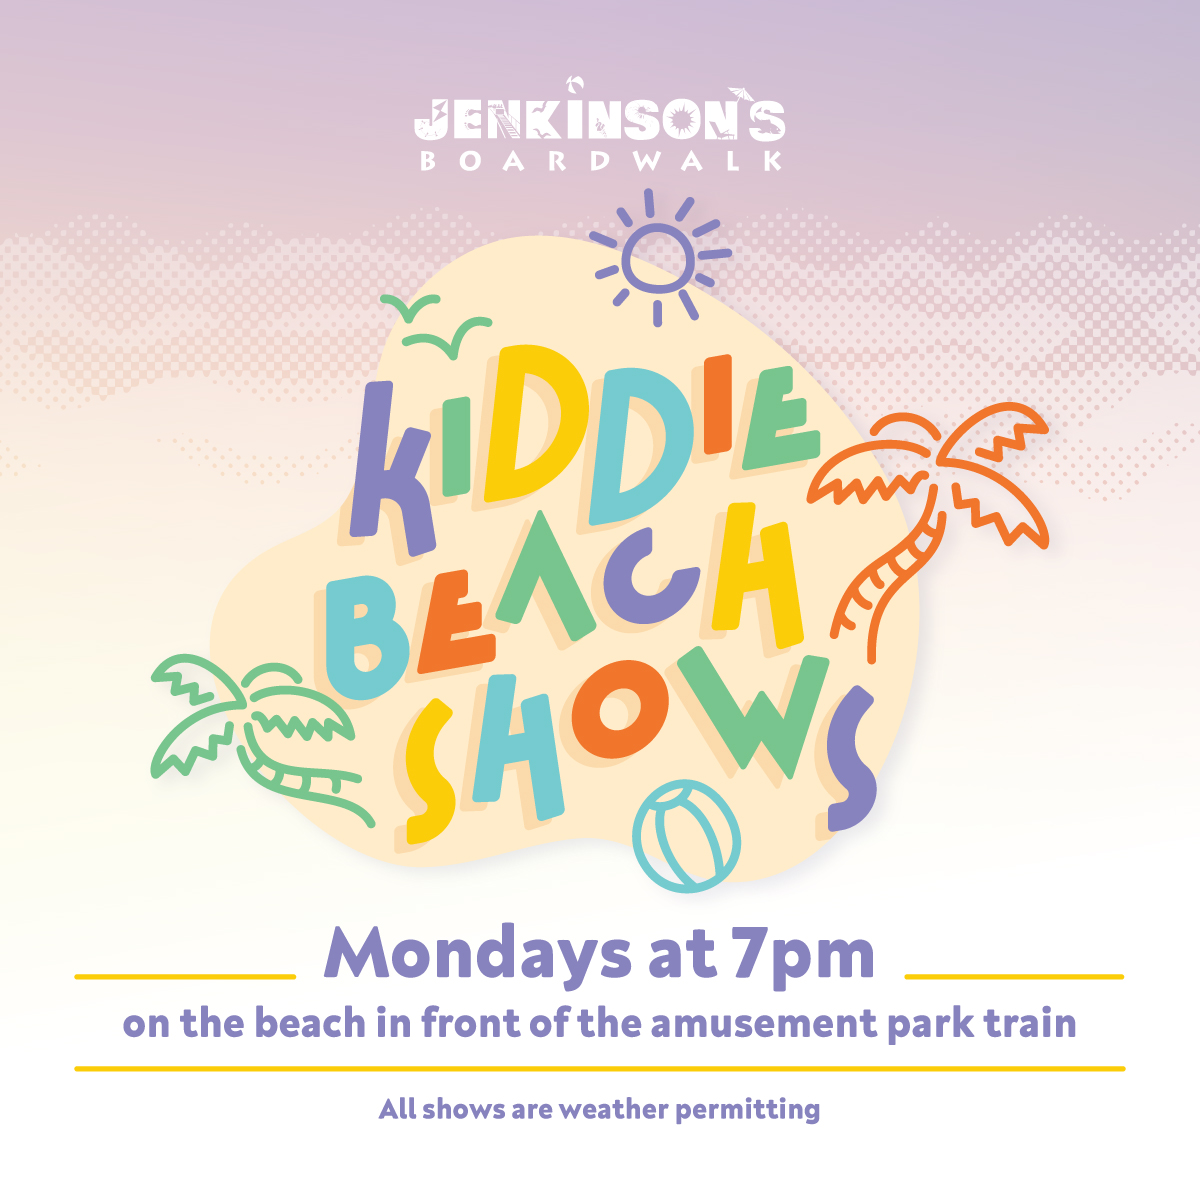 JENKINSON'S
BOARDWALK
KIDDIE
BEACH
SHOWS
Mondays at 7pm
on the beach in front of the amusement park train
All shows are weather permitting